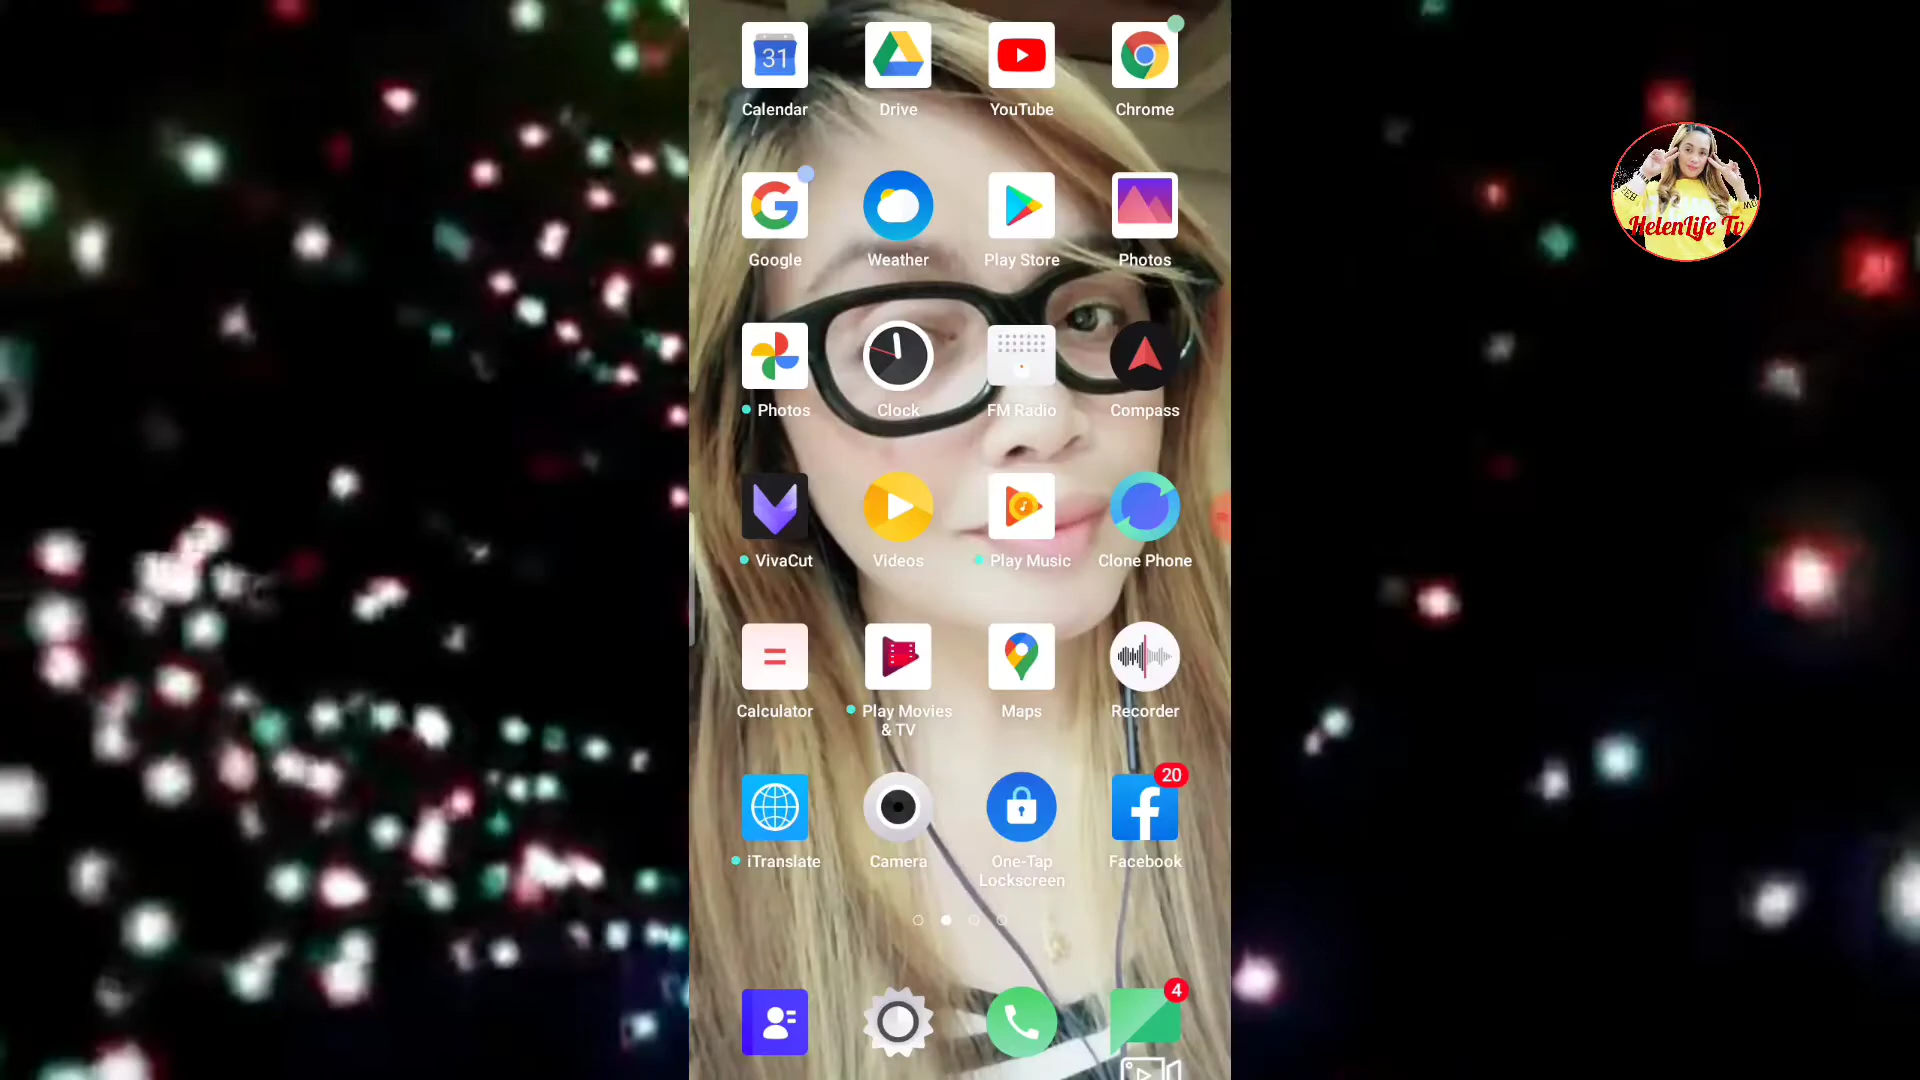 31
Calendar
Drive
YouTube
Chrome
Google
Weather
Play Store
Photos
HelenLife Tv
Photos
Clock
FM Radio
Compass
VivaCut
Videos
Play Music
Clone Phone
Calculator
Play Movies
& TV
Maps
Recorder
20
iTranslate
Camera
One-Tap
Lockscreen
Facebook
4